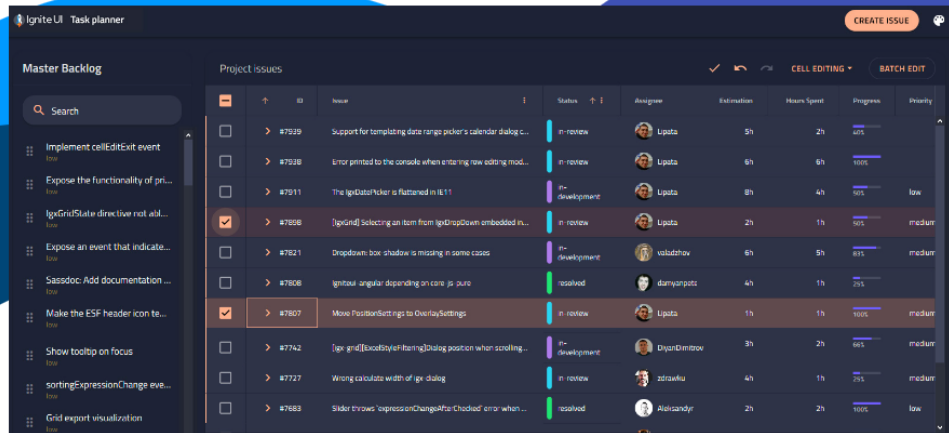 Ignite UI Task planner
CREATE ISSUE
Master Backlog
Project issues
CELL EDITING
BATCH EDIT
Search
Implement cellEditExit event
low
Expose the functionality of pri...
low
IgxGridState directive not abl...
low
Expose an event that indicate...
low
Sassdoc: Add documentation ...
low
Make the ESF header icon te...
low
Show tooltip on focus
low
sortingExpressionChange eve...
low
Grid export visualization
low
ID Issue Status Assignee Estimation Hours Spent Progress Priority
#7939 Support for templating date range picker's calendar dialog c... in-review Lipata 5h 2h 40%
#7938 Error printed to the console when entering row editing mod... in-review Lipata 6h 6h 100%
#7911 The IgxDatePicker is flattened in IE11 in-development Lipata 8h 4h 50% low
#7898 [IgxGrid] Selecting an item from IgxDropDown embedded in... in-review Lipata 2h 1h 50% medium
#7821 Dropdown: box-shadow is missing in some cases in-development valadzhov 6h 5h 83% medium
#7808 Igniteui-angular depending on core-js-pure resolved damyanpets 4h 1h 25%
#7807 Move PositionSettings to OverlaySettings in-review Lipata 1h 1h 100% medium
#7742 [igx-grid][ExcelStyleFiltering]Dialog position when scrolling... in-development DiyanDimitrov 3h 2h 66% medium
#7727 Wrong calculate width of igx-dialog in-review zdrawku 4h 1h 25% medium
#7683 Slider throws 'expressionChangeAfterChecked' error when ... resolved Aleksandyr 2h 2h 100% low